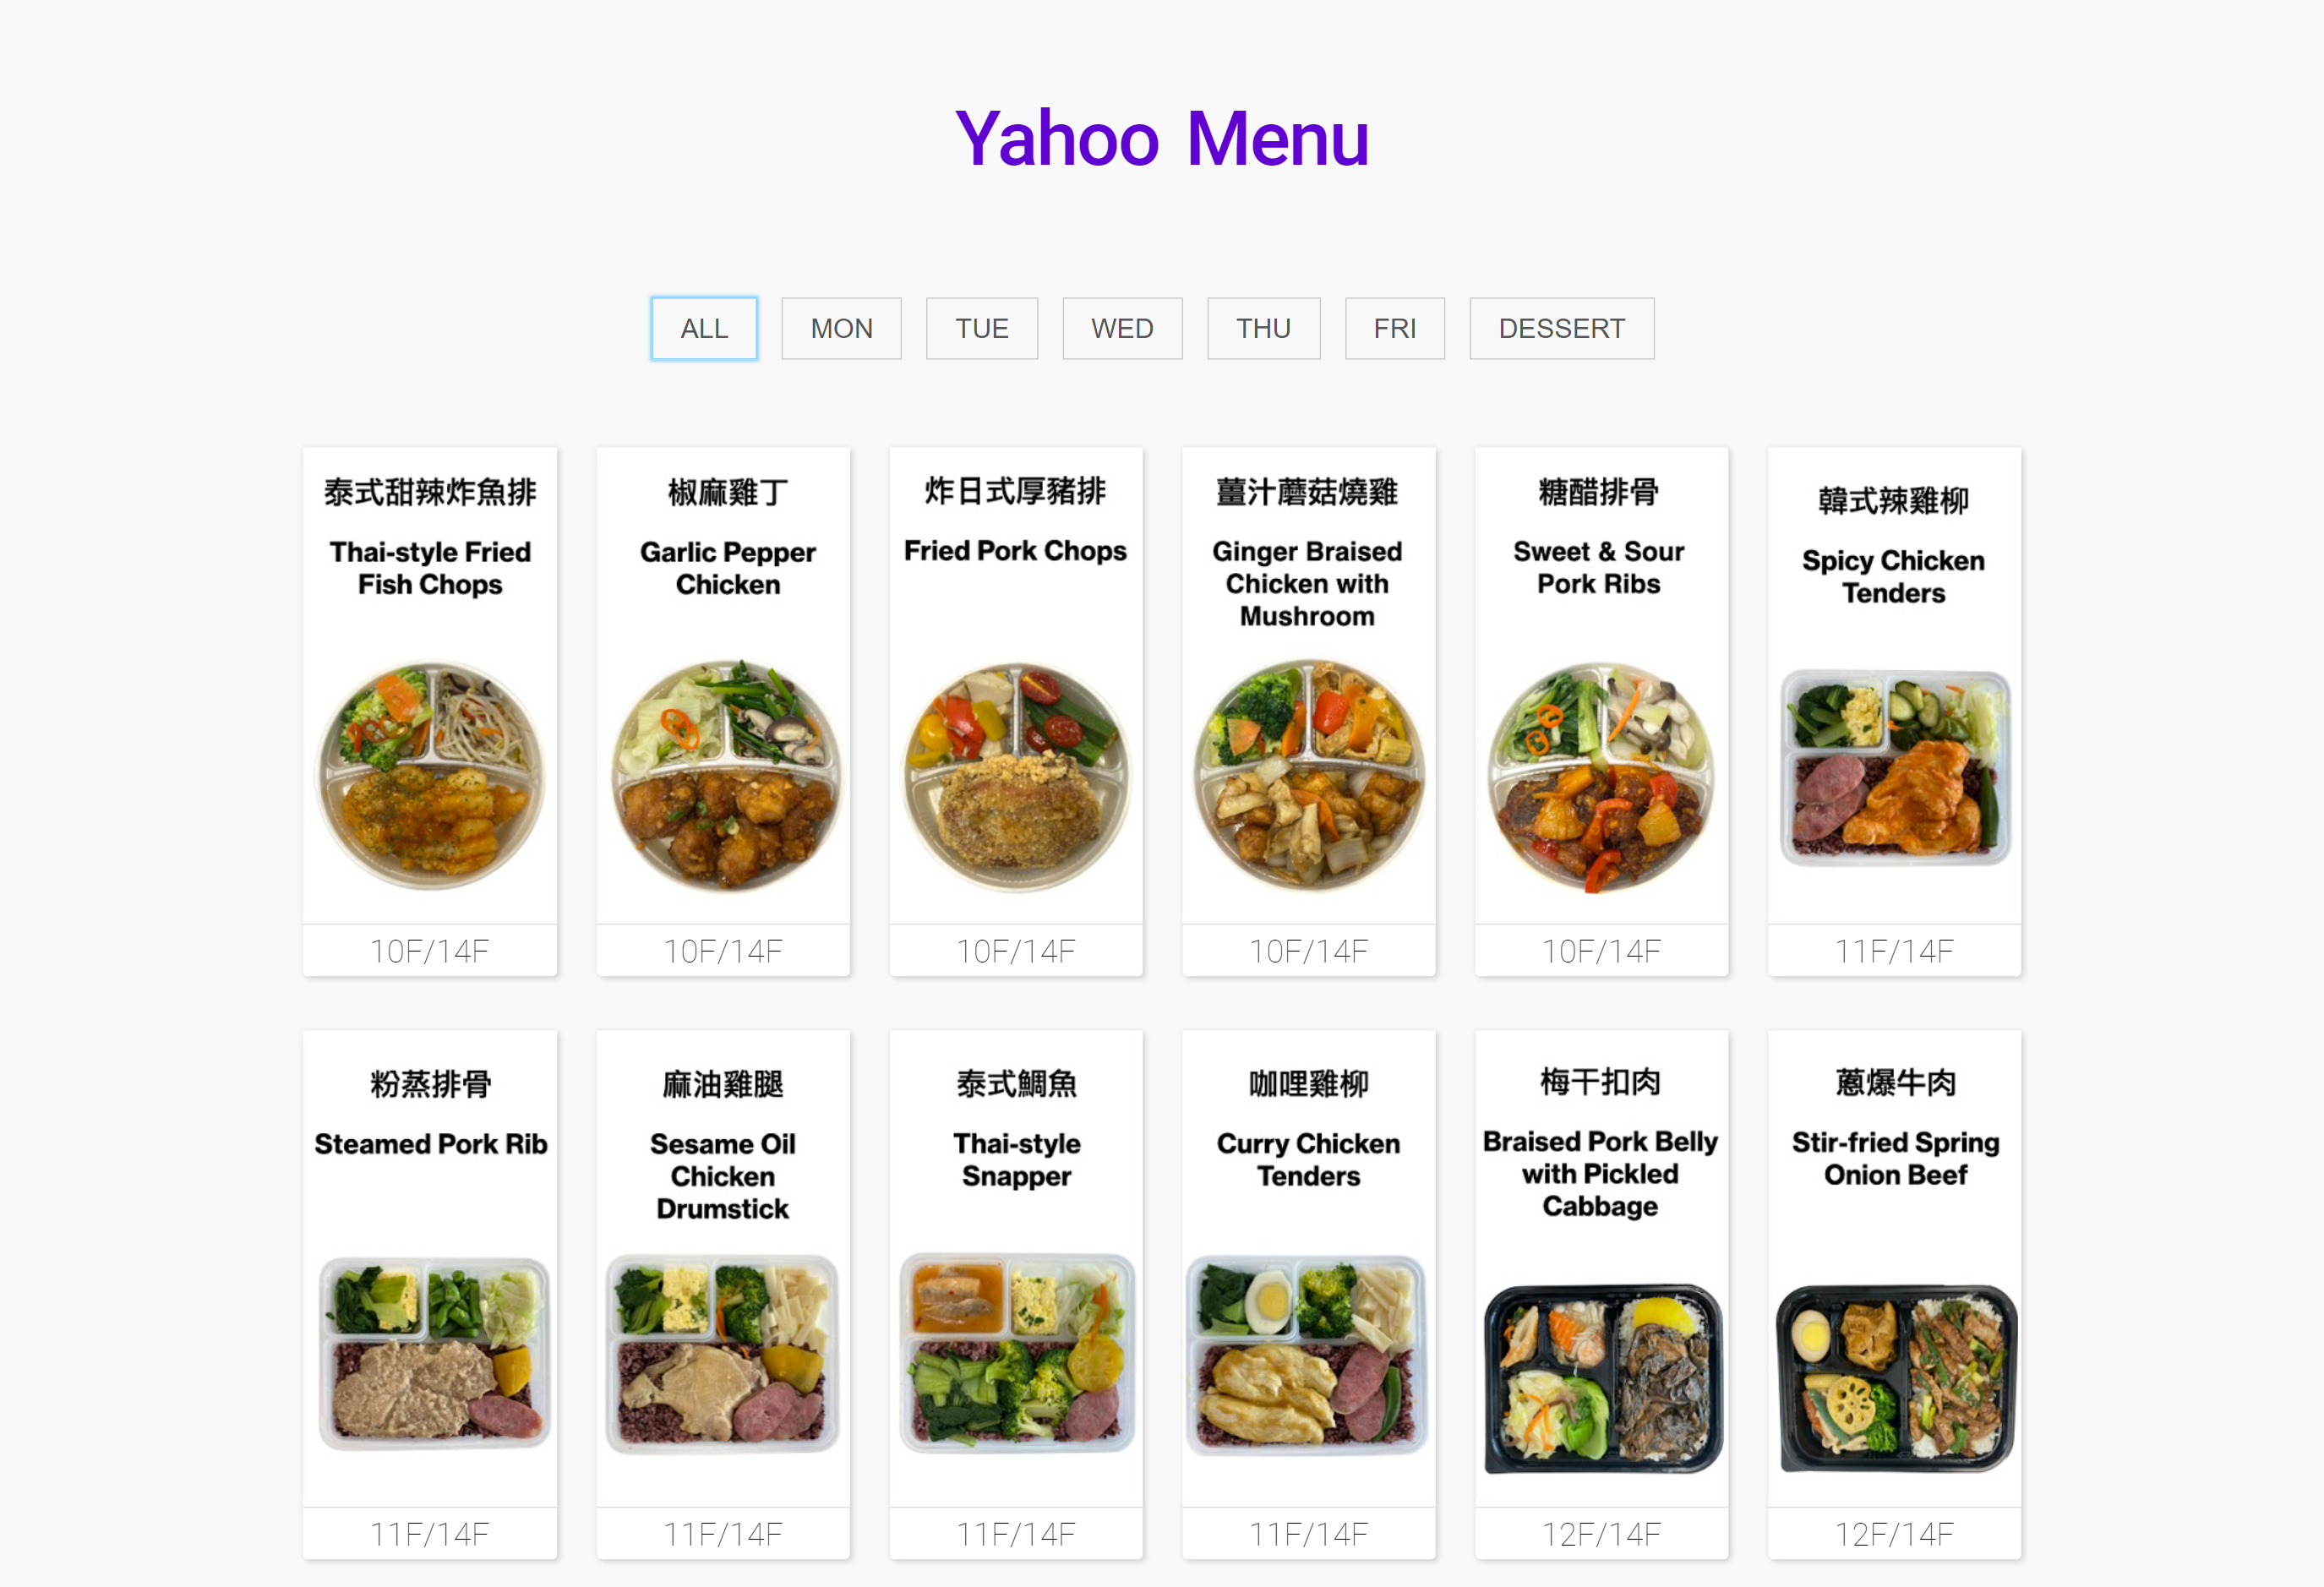 Yahoo Menu
ALL
MON
TUE
WED
THU
FRI
DESSERT
泰式甜辣炸魚排
Thai-style Fried
Fish Chops
10F/14F
椒麻雞丁
Garlic Pepper
Chicken
10F/14F
炸日式厚豬排
Fried Pork Chops
10F/14F
薑汁蘑菇燒雞
Ginger Braised
Chicken with
Mushroom
10F/14F
糖醋排骨
Sweet & Sour
Pork Ribs
10F/14F
韓式辣雞柳
Spicy Chicken
Tenders
11F/14F
粉蒸排骨
Steamed Pork Rib
11F/14F
麻油雞腿
Sesame Oil
Chicken
Drumstick
11F/14F
泰式鯛魚
Thai-style
Snapper
11F/14F
咖哩雞柳
Curry Chicken
Tenders
11F/14F
梅干扣肉
Braised Pork Belly
with Pickled
Cabbage
12F/14F
蔥爆牛肉
Stir-fried Spring
Onion Beef
12F/14F